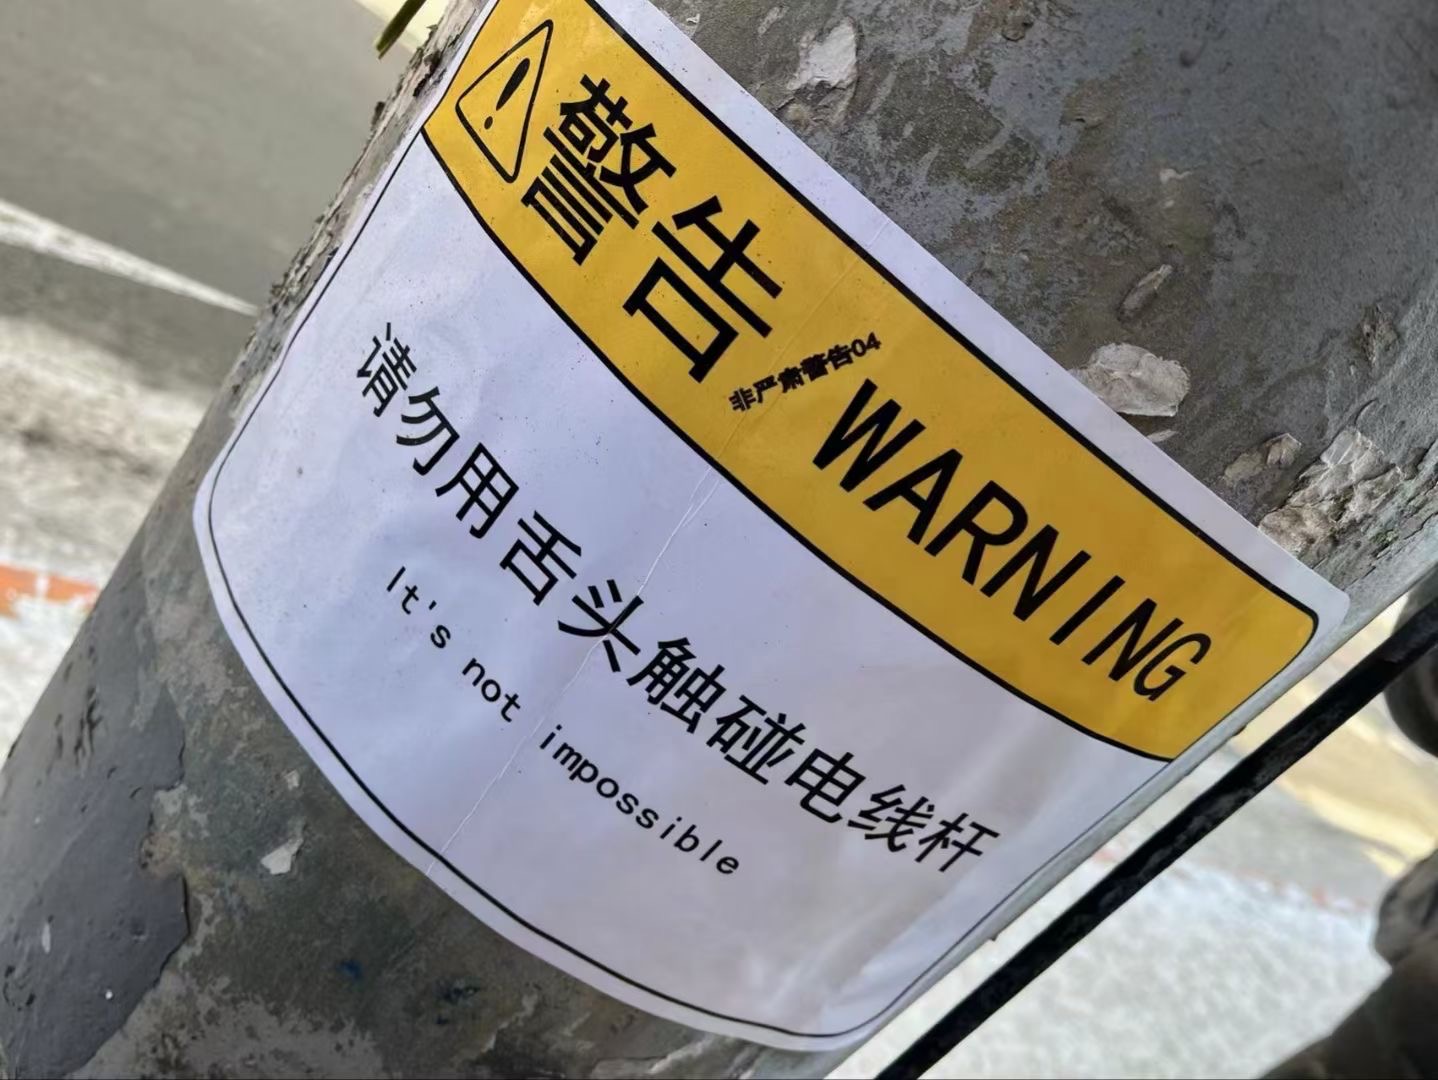 警告/WARNING
非严肃警告04
请勿用舌头触碰电线杆
It's not impossible